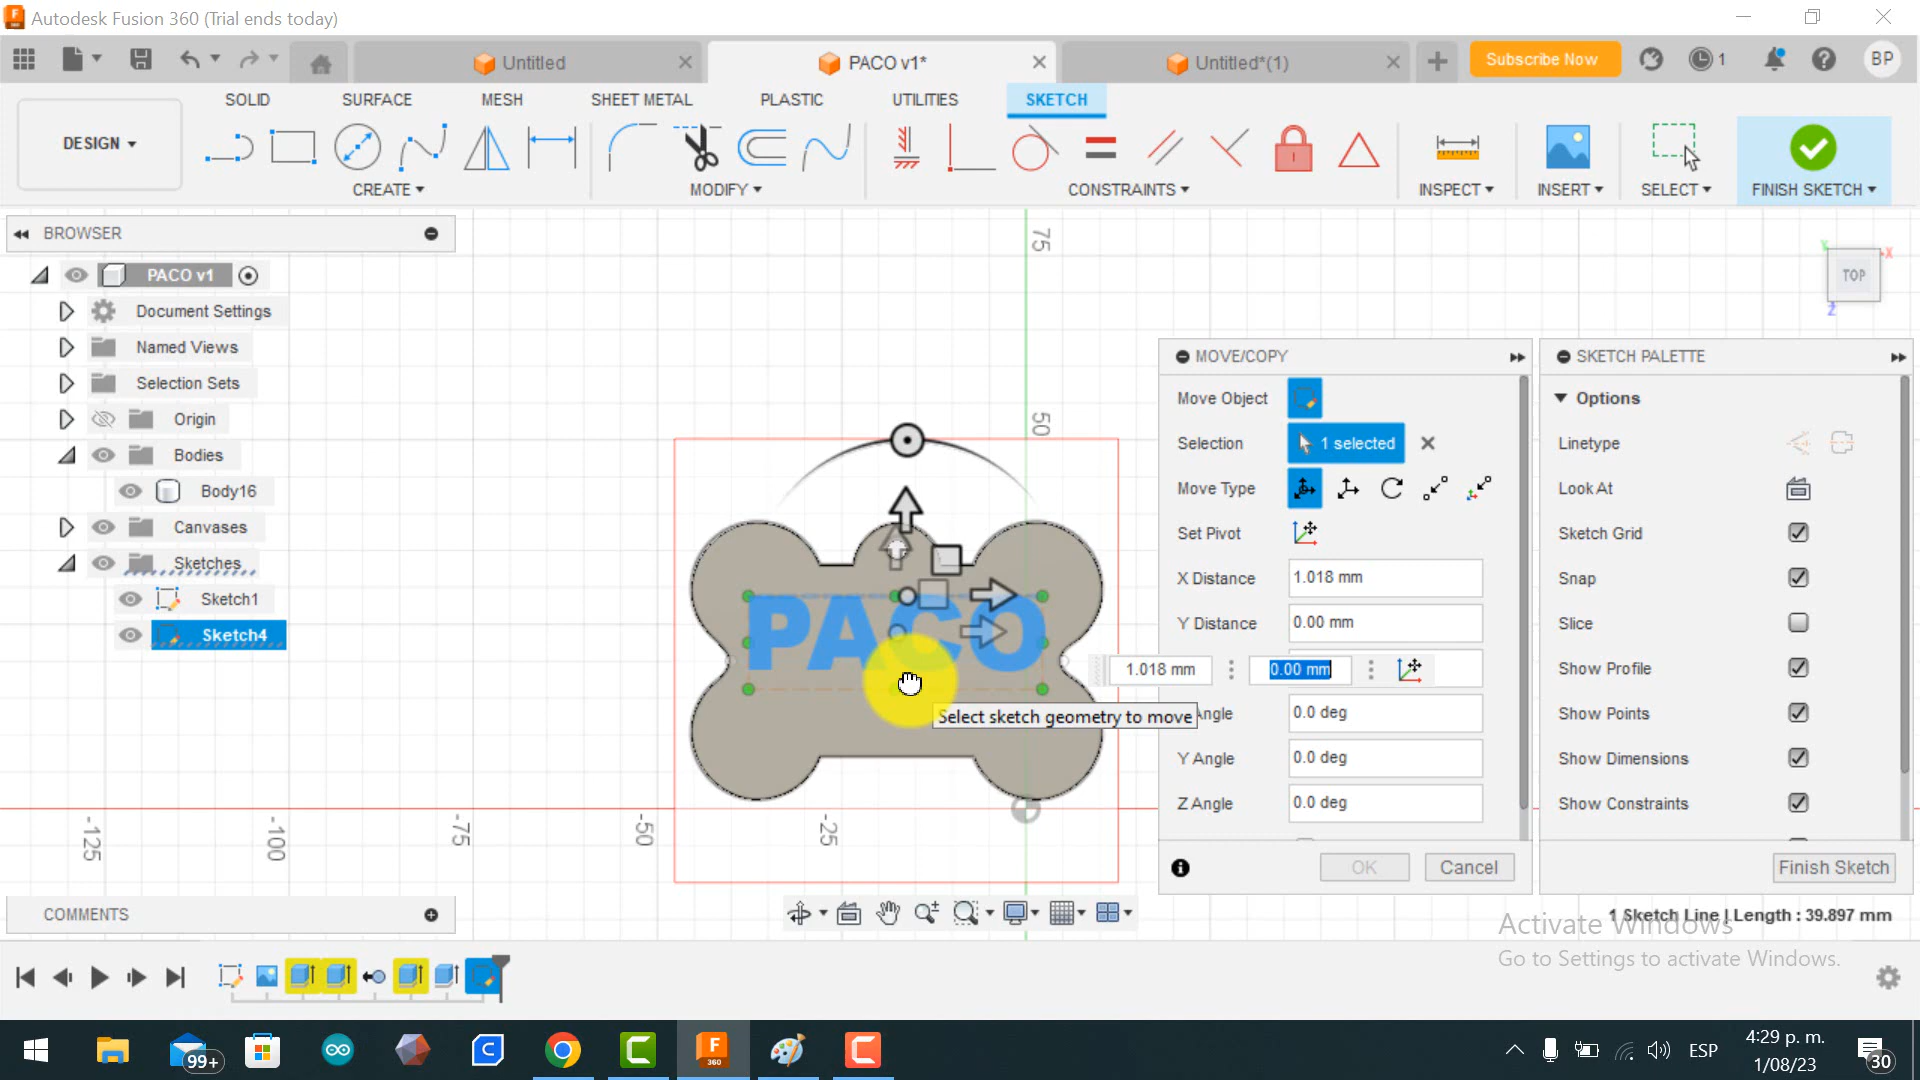 Autodesk Fusion 360 (Trial ends today)
Untitled
PACO v1*
Untitled*(1)
Subscribe Now
1
BP
SOLID
SURFACE
MESH
SHEET METAL
PLASTIC
UTILITIES
SKETCH
DESIGN
CREATE
MODIFY
CONSTRAINTS
INSPECT
INSERT
SELECT
FINISH SKETCH
BROWSER
PACO v1
Document Settings
Named Views
Selection Sets
Origin
Bodies
Body16
Canvases
Sketches
Sketch1
Sketch4
75
50
-125
-100
-75
-50
-25
TOP
X
Y
Z
PACO
1.018 mm
0.00 mm
Select sketch geometry to move
MOVE/COPY
Move Object
Selection
1 selected
Move Type
Set Pivot
X Distance
1.018 mm
Y Distance
0.00 mm
Angle
0.0 deg
Y Angle
0.0 deg
Z Angle
0.0 deg
OK
Cancel
SKETCH PALETTE
Options
Linetype
Look At
Sketch Grid
Snap
Slice
Show Profile
Show Points
Show Dimensions
Show Constraints
Finish Sketch
COMMENTS
1 Sketch Line | Length : 39.897 mm
Activate Windows
Go to Settings to activate Windows.
99+
F
360
ESP
4:29 p. m.
1/08/23
30